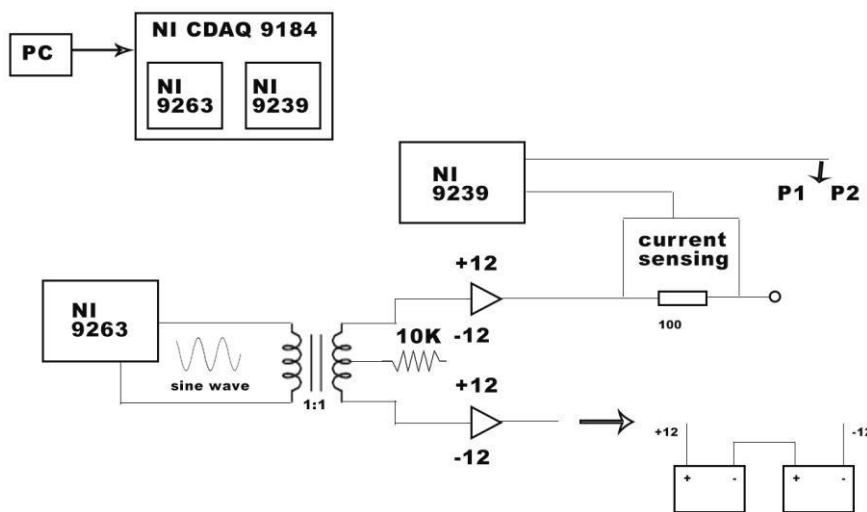 PC
NI CDAQ 9184
NI
9263
NI
9239
NI
9239
P1 P2
current
sensing
100
NI
9263
sine wave
1:1
+12
-12
10K
+12
-12
+12
-12
+ -
+ -